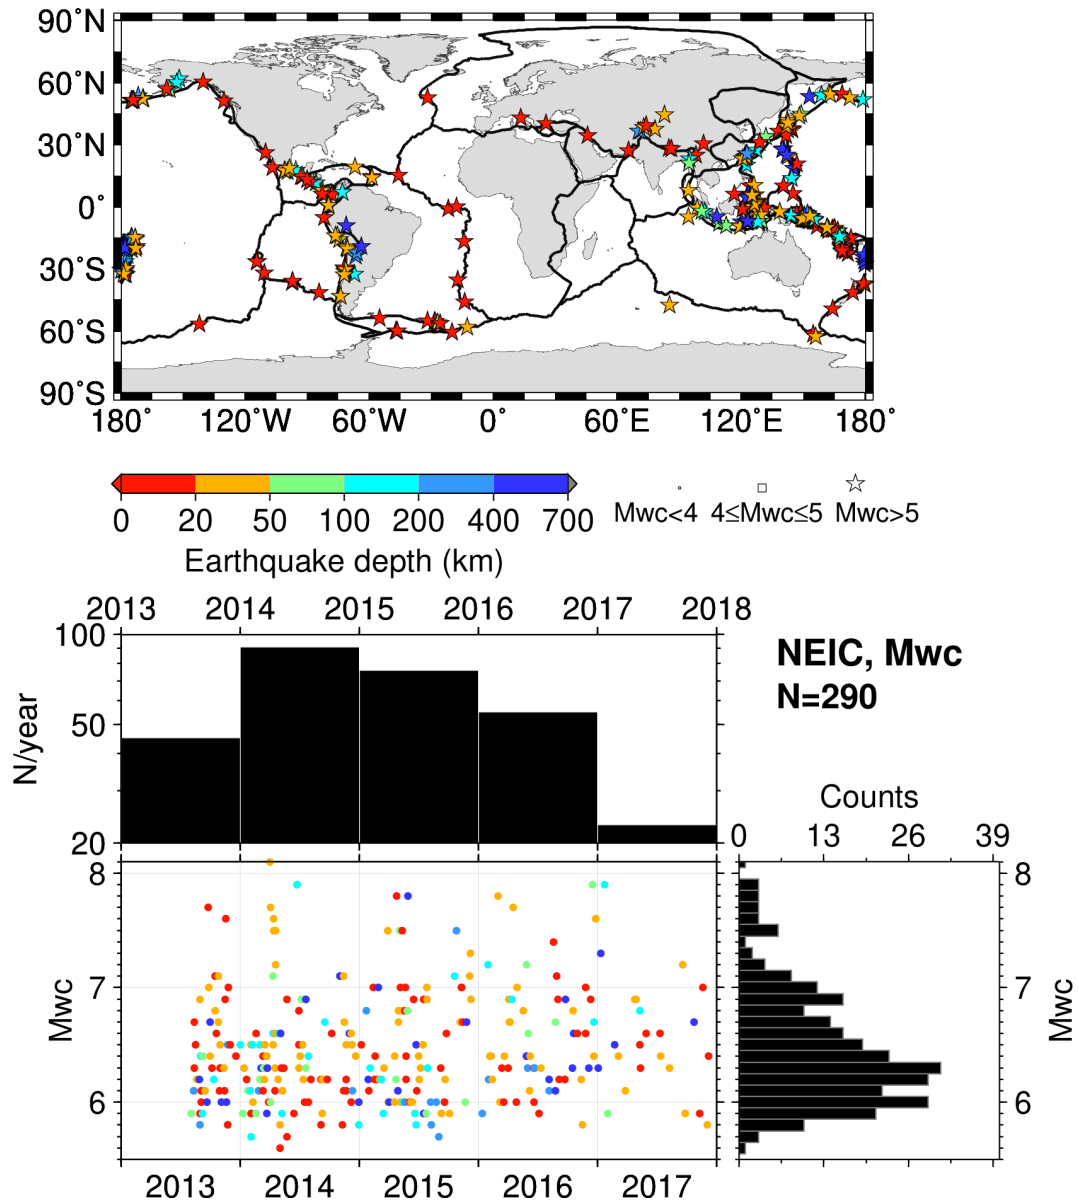 90˚N
60˚N
30˚N
0˚
30˚S
60˚S
90˚S
180˚ 120˚W 60˚W 0˚ 60˚E 120˚E 180˚
0 20 50 100 200 400 700
Earthquake depth (km)
Mwc<4 4≤Mwc≤5 Mwc>5
2013 2014 2015 2016 2017 2018
100
50
20
N/year
NEIC, Mwc
N=290
Counts
0 13 26 39
8
7
6
Mwc
8
7
6
Mwc
2013 2014 2015 2016 2017